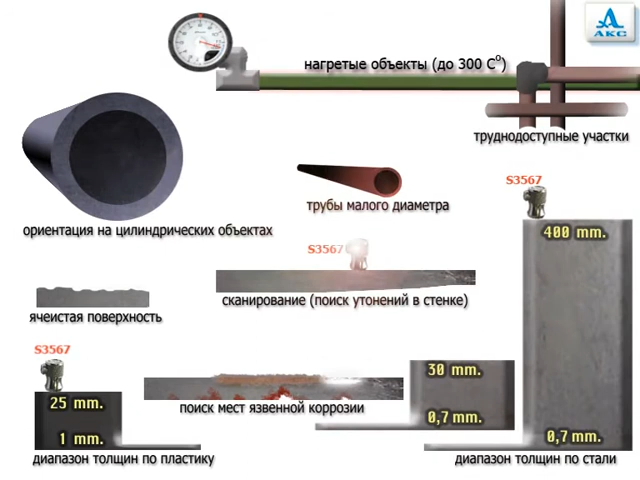 АКС
нагретые объекты (до 300 C⁰)
труднодоступные участки
S3567
трубы малого диаметра
400 mm.
ориентация на цилиндрических объектах
S3567
сканирование (поиск утонений в стенке)
ячеистая поверхность
S3567
30 mm.
25 mm.
поиск мест язвенной коррозии
0,7 mm.
1 mm.
0,7 mm.
диапазон толщин по пластику
диапазон толщин по стали